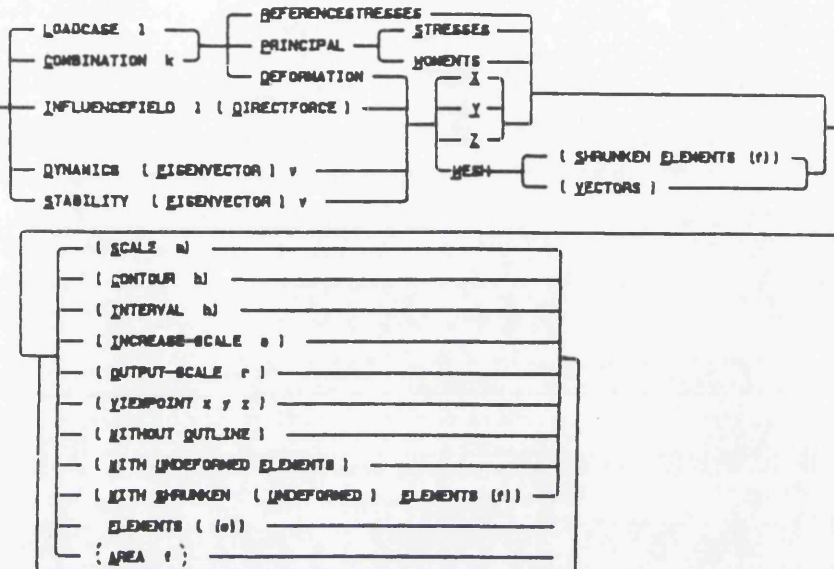 REFERENCESTRESSES
LOADCASE l
PRINCIPAL
STRESSES
COMBINATION k
MOMENTS
DEFORMATION
X
INFLUENCEFIELD l ( DIRECTFORCE )
Y
Z
( SHRUNKEN ELEMENTS (f))
DYNAMICS ( EIGENVECTOR ) v
MESH
( VECTORS )
STABILITY ( EIGENVECTOR ) v
( SCALE a)
( CONTOUR h)
( INTERVAL h)
( INCREASE-SCALE s )
( OUTPUT-SCALE r )
( VIEWPOINT x y z )
( WITHOUT OUTLINE )
( WITH UNDEFORMED ELEMENTS )
( WITH SHRUNKEN ( UNDEFORMED ) ELEMENTS (f))
ELEMENTS ( (e))
( AREA f )